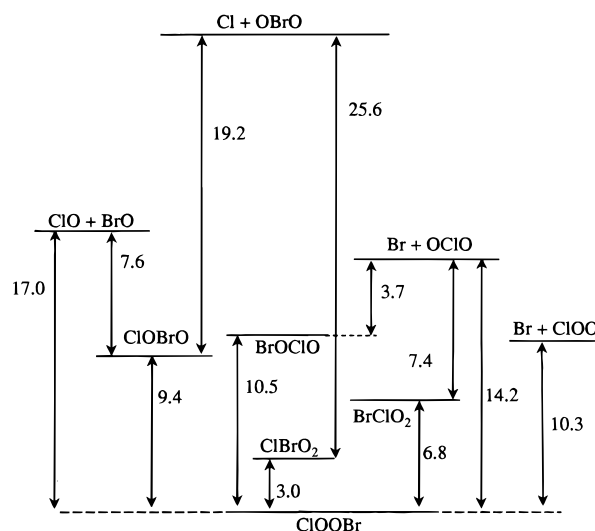 Cl + OBrO
25.6
19.2
ClO + BrO
Br + OClO
7.6
3.7
17.0
Br + ClOO
ClOBrO
BrOClO
7.4
14.2
9.4
10.5
BrClO₂
10.3
ClBrO₂
6.8
3.0
ClOOBr